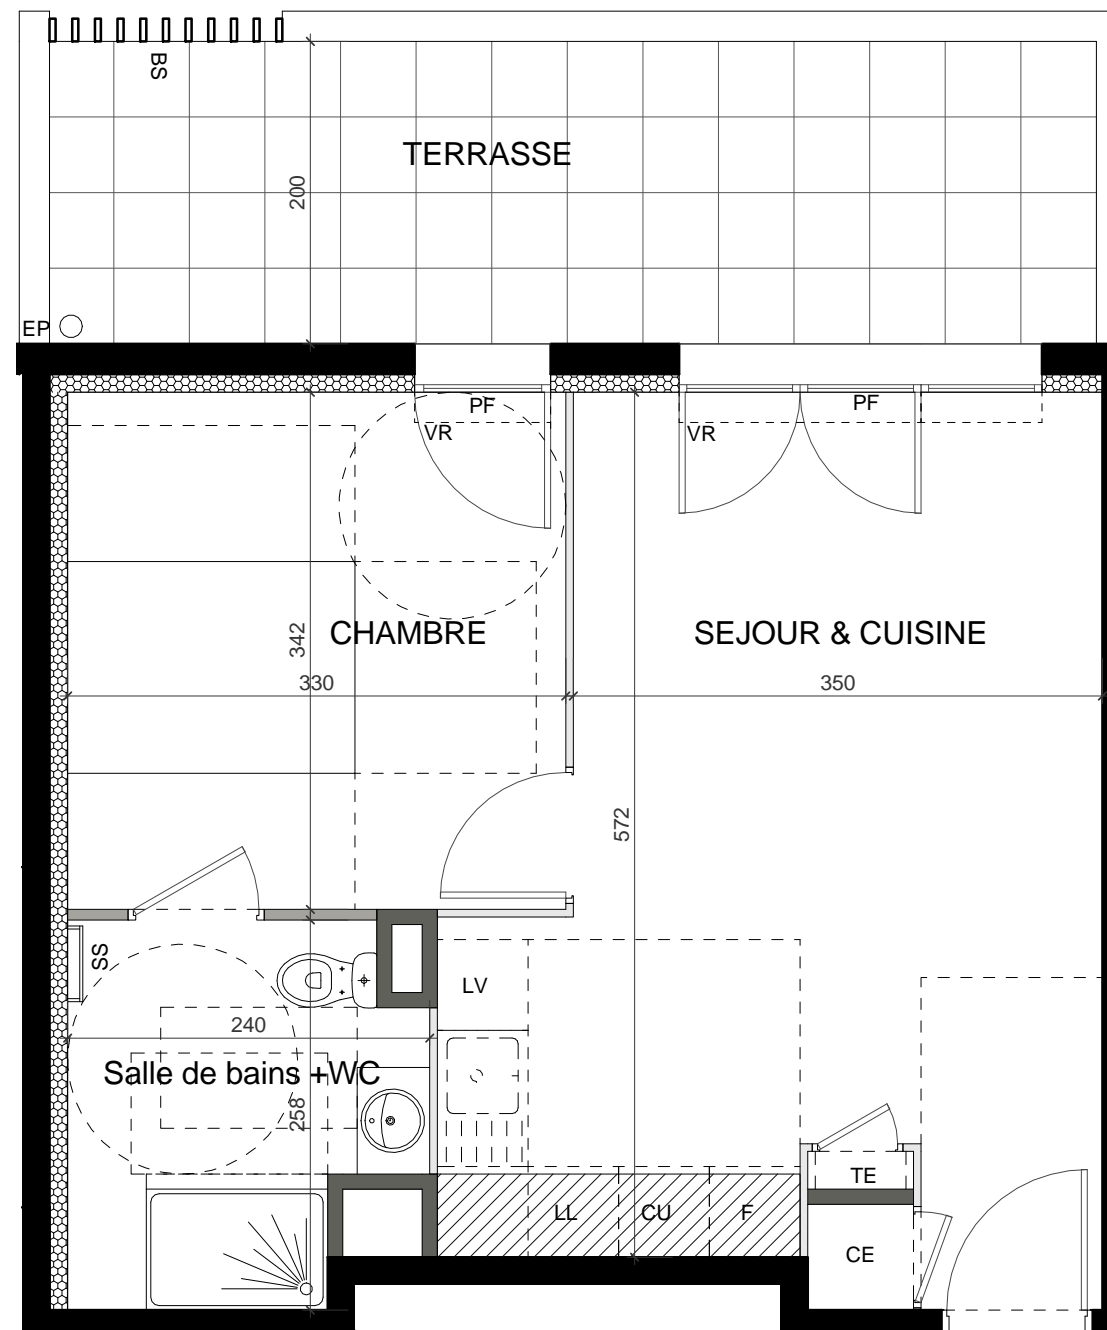 BS
TERRASSE
200
EP
PF
PF
VR
VR
CHAMBRE
SEJOUR & CUISINE
342
330
350
572
SS
LV
240
Salle de bains +WC
258
TE
LL
CU
F
CE